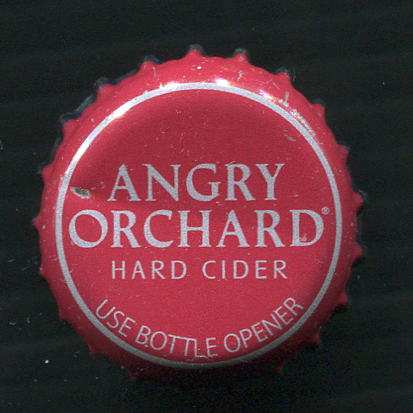 ANGRY
ORCHARD®
HARD CIDER
USE BOTTLE OPENER